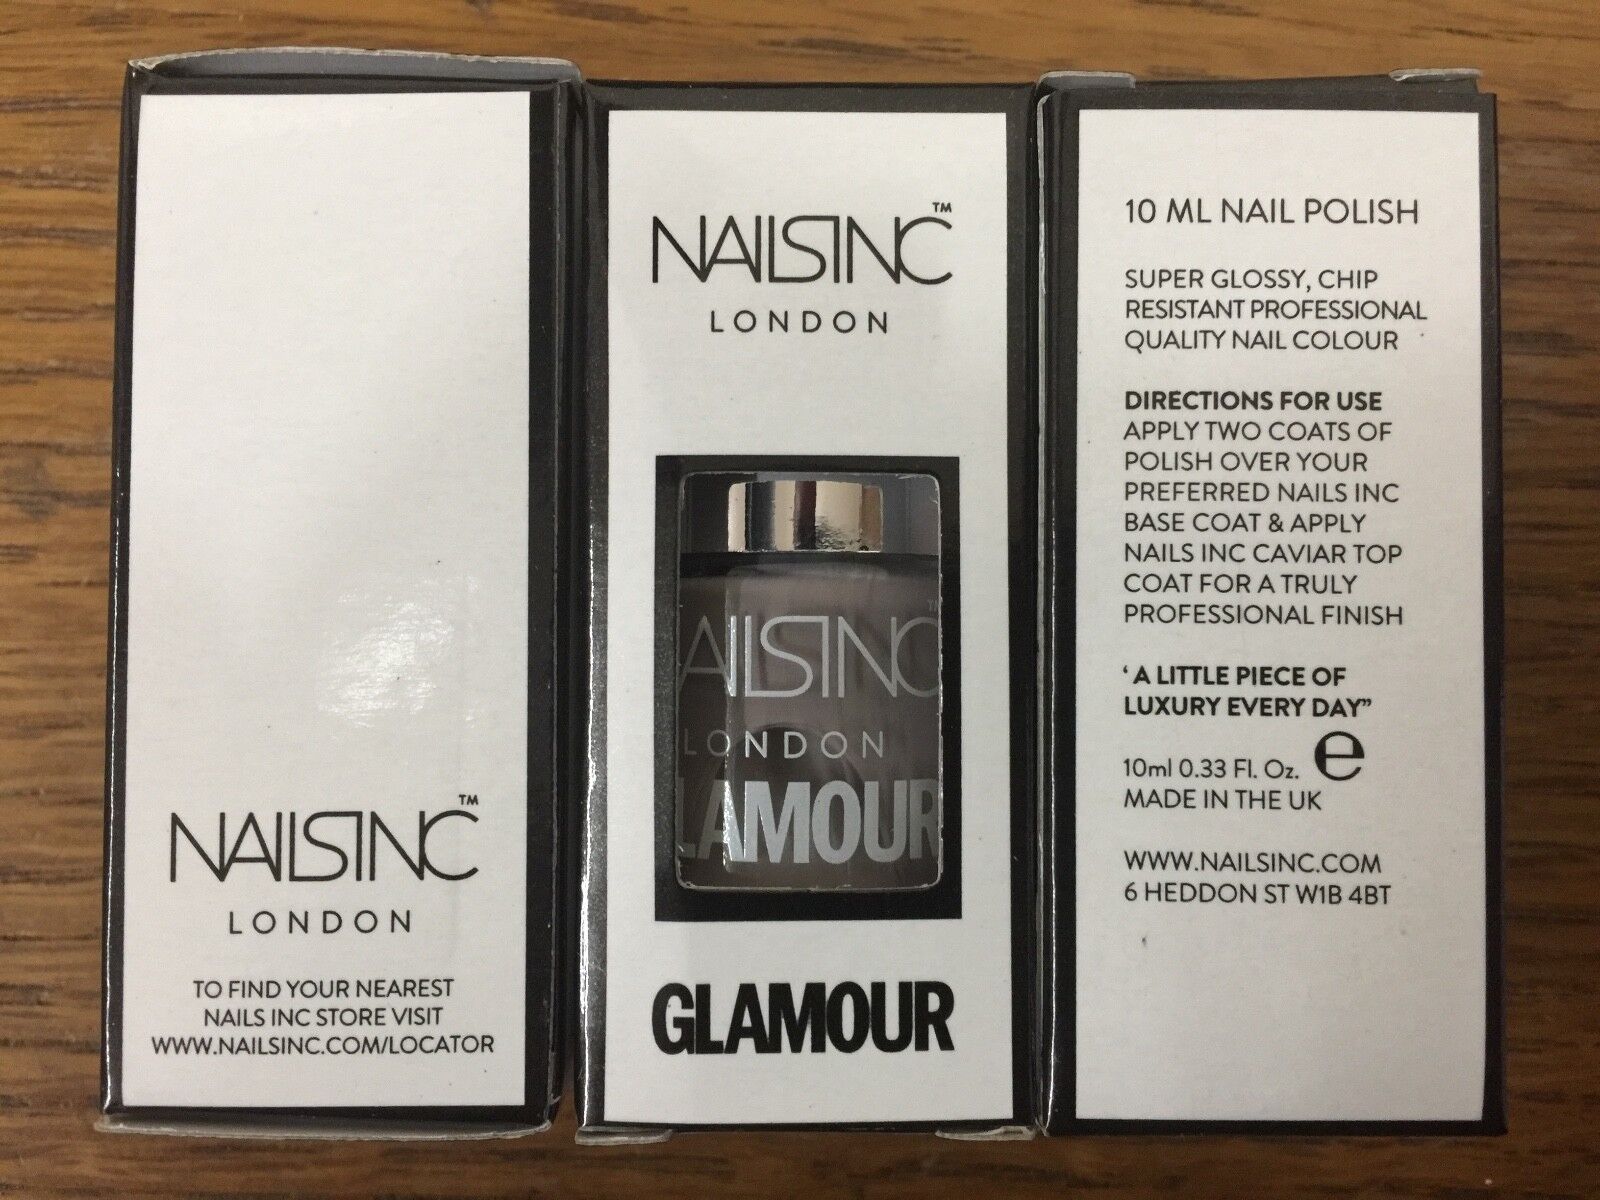 NAILSINC™
LONDON
TO FIND YOUR NEAREST
NAILS INC STORE VISIT
WWW.NAILSINC.COM/LOCATOR
NAILSINC™
LONDON
AILSINC™
LONDON
LAMOUR
GLAMOUR
10 ML NAIL POLISH
SUPER GLOSSY, CHIP
RESISTANT PROFESSIONAL
QUALITY NAIL COLOUR
DIRECTIONS FOR USE
APPLY TWO COATS OF
POLISH OVER YOUR
PREFERRED NAILS INC
BASE COAT & APPLY
NAILS INC CAVIAR TOP
COAT FOR A TRULY
PROFESSIONAL FINISH
‘ A LITTLE PIECE OF
LUXURY EVERY DAY”
10ml 0.33 Fl. Oz. ℮
MADE IN THE UK
WWW.NAILSINC.COM
6 HEDDON ST W1B 4BT